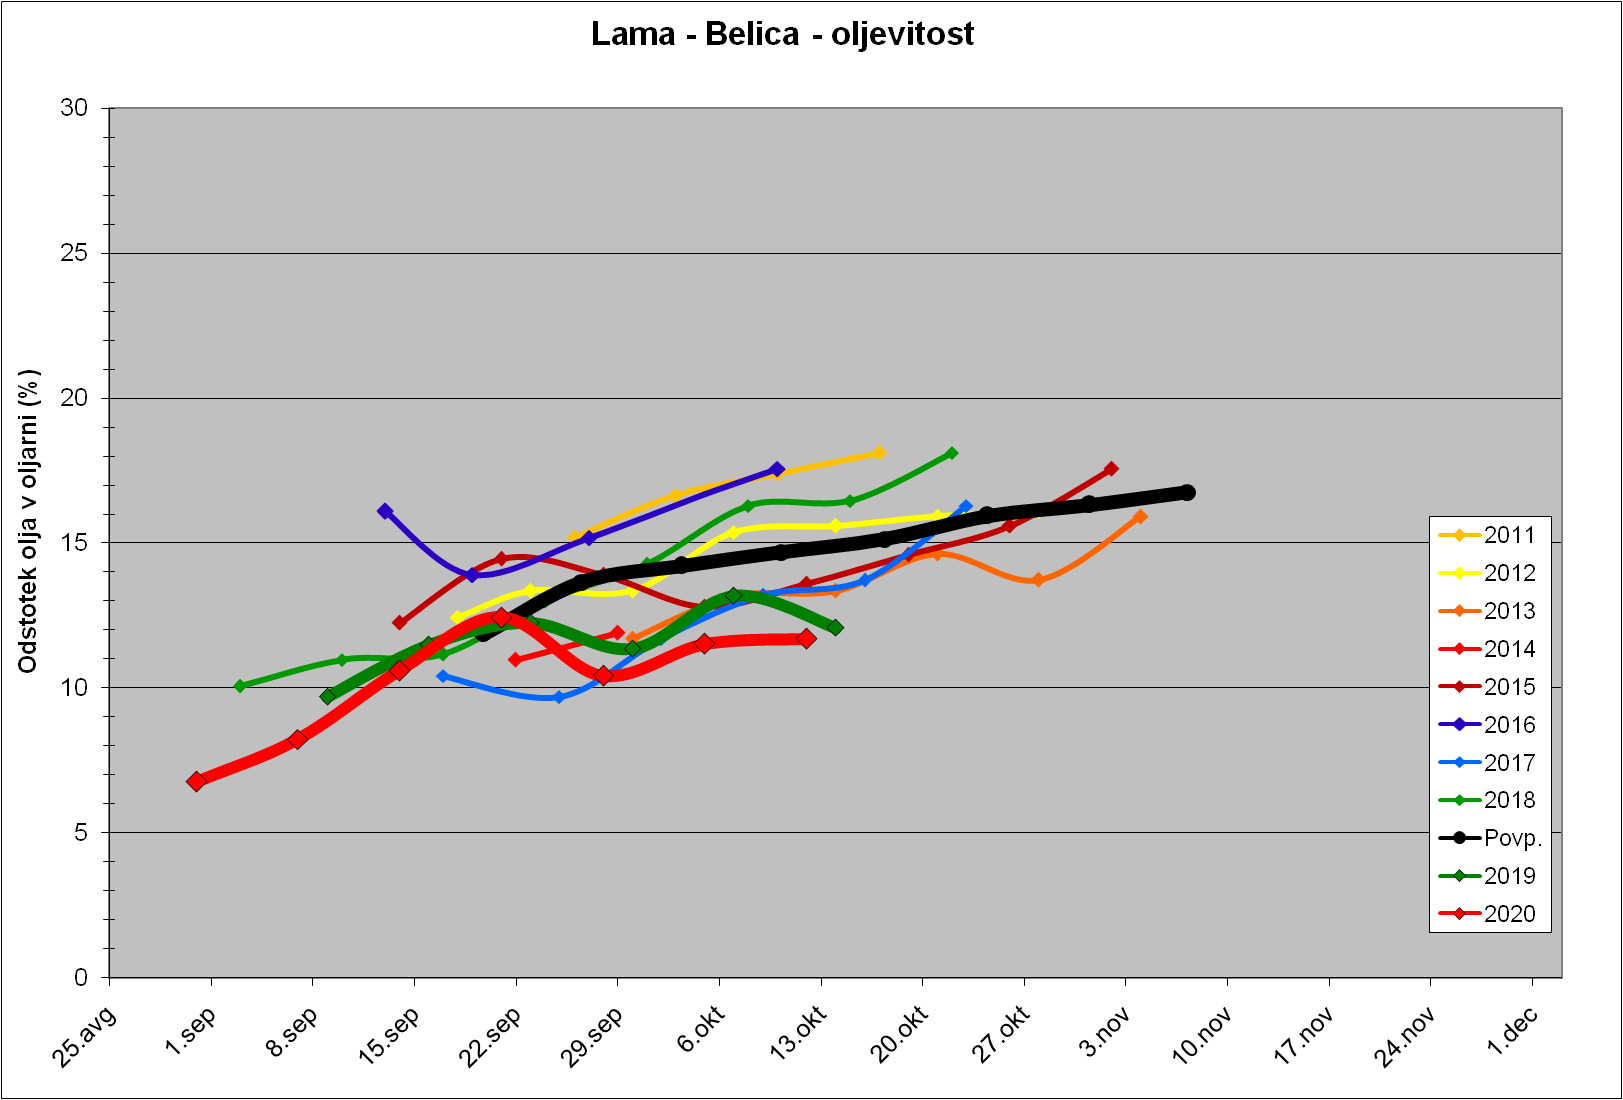 Lama - Belica - oljevitost
Odstotek olja v oljarni (%)
30
25
20
15
10
5
0
25.avg
1.sep
8.sep
15.sep
22.sep
29.sep
6.okt
13.okt
20.okt
27.okt
3.nov
10.nov
17.nov
24.nov
1.dec
2011
2012
2013
2014
2015
2016
2017
2018
Povp.
2019
2020